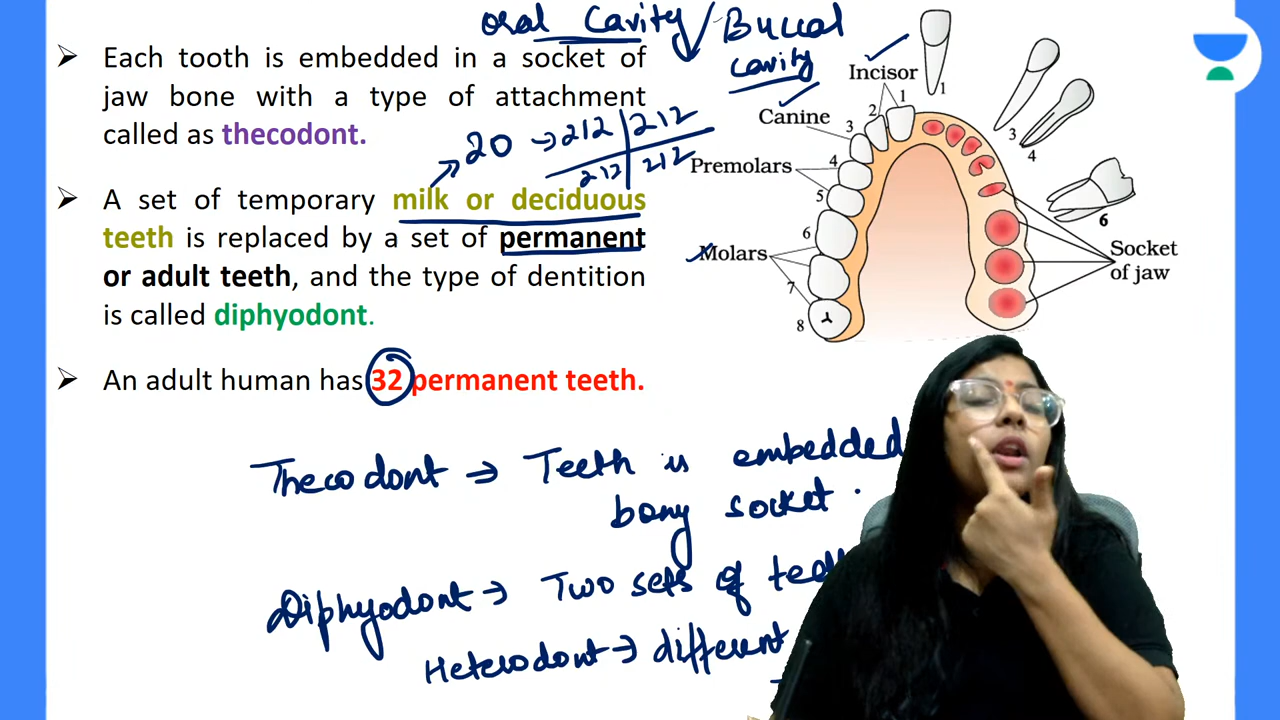 oral Cavity / Buccal
cavity
➢ Each tooth is embedded in a socket of
jaw bone with a type of attachment
called as thecodont.
20 → 212 | 212
212 | 212
➢ A set of temporary milk or deciduous
teeth is replaced by a set of permanent
or adult teeth, and the type of dentition
is called diphyodont.
➢ An adult human has 32 permanent teeth.
Incisor
1
2
1
Canine
3
3
4
Premolars
4
5
6
6
Molars
7
8
Socket
of jaw
Thecodont → Teeth is embedded
bony socket.
Diphyodont → Two sets of
Heterodont → different